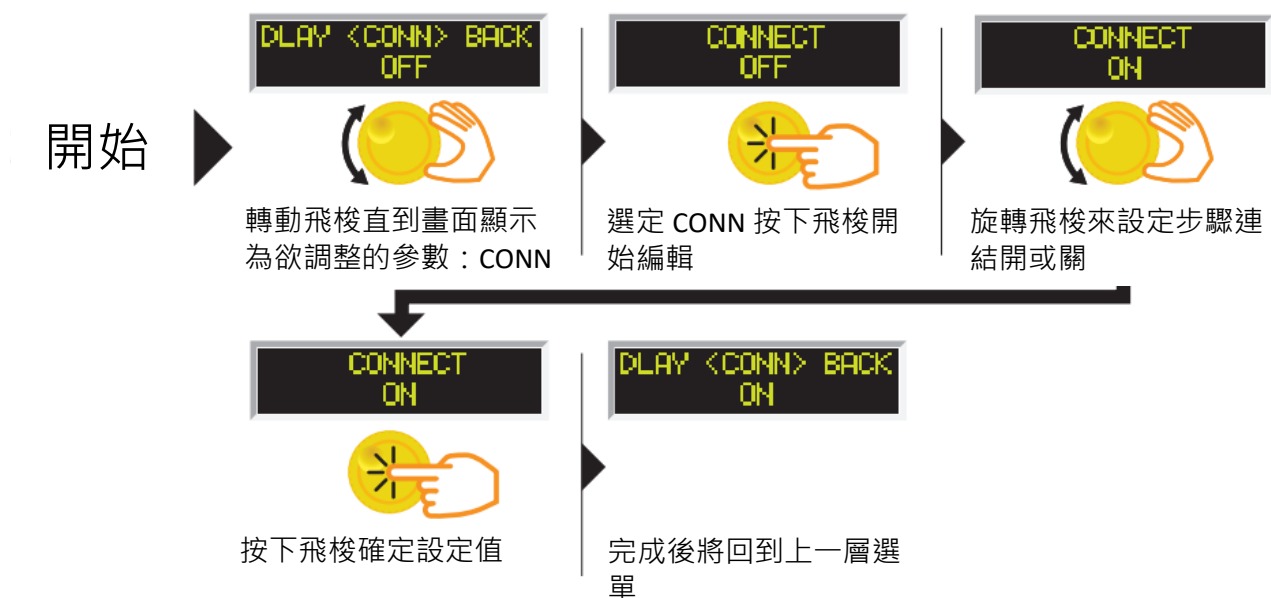 開始
DLAY <CONN> BACK
OFF
轉動飛梭直到畫面顯示
為欲調整的參數：CONN
CONNECT
OFF
選定 CONN 按下飛梭開
始編輯
CONNECT
ON
旋轉飛梭來設定步驟連
結開或關
CONNECT
ON
按下飛梭確定設定值
DLAY <CONN> BACK
ON
完成後將回到上一層選
單